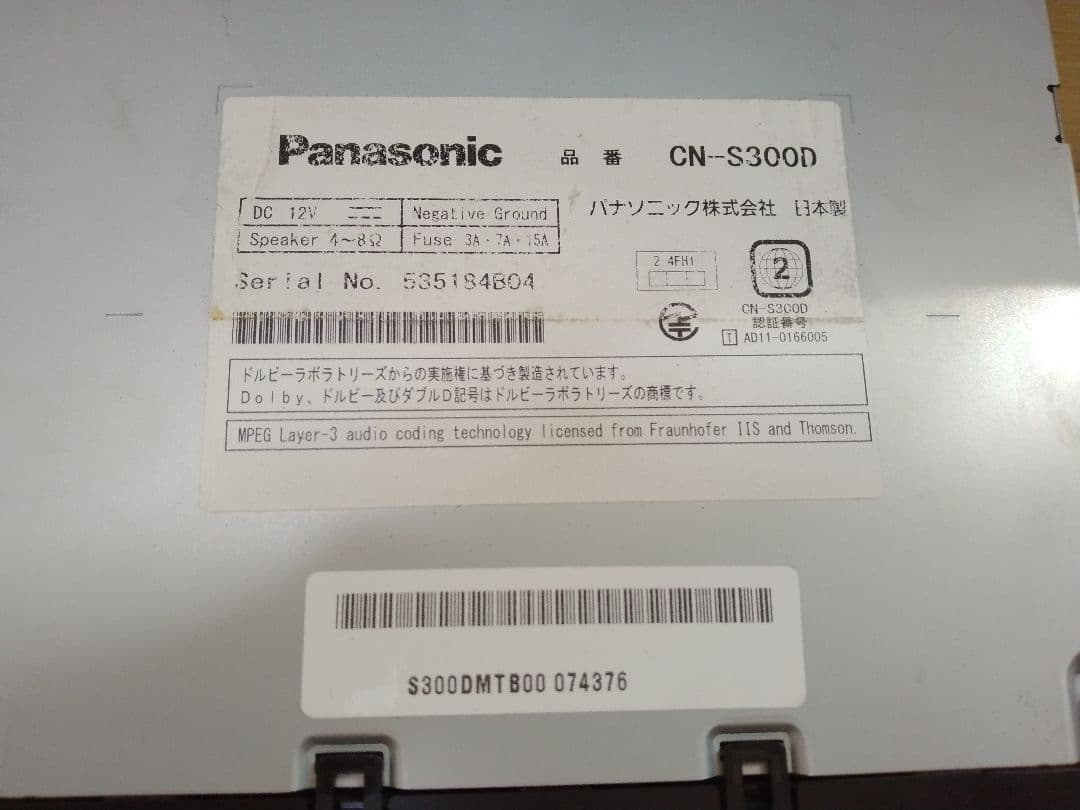 Panasonic 品番 CN-S300D
DC 12V Negative Ground
Speaker 4~8Ω Fuse 3A・7A・15A
パナソニック株式会社 日本製
Serial No. 535184B04
2.4FH1
2
CN-S300D
認証番号
T AD11-0166005
ドルビーラボラトリーズからの実施権に基づき製造されています。
Dolby、ドルビー及びダブルD記号はドルビーラボラトリーズの商標です。
MPEG Layer-3 audio coding technology licensed from Fraunhofer IIS and Thomson.
S300DMTB00 074376